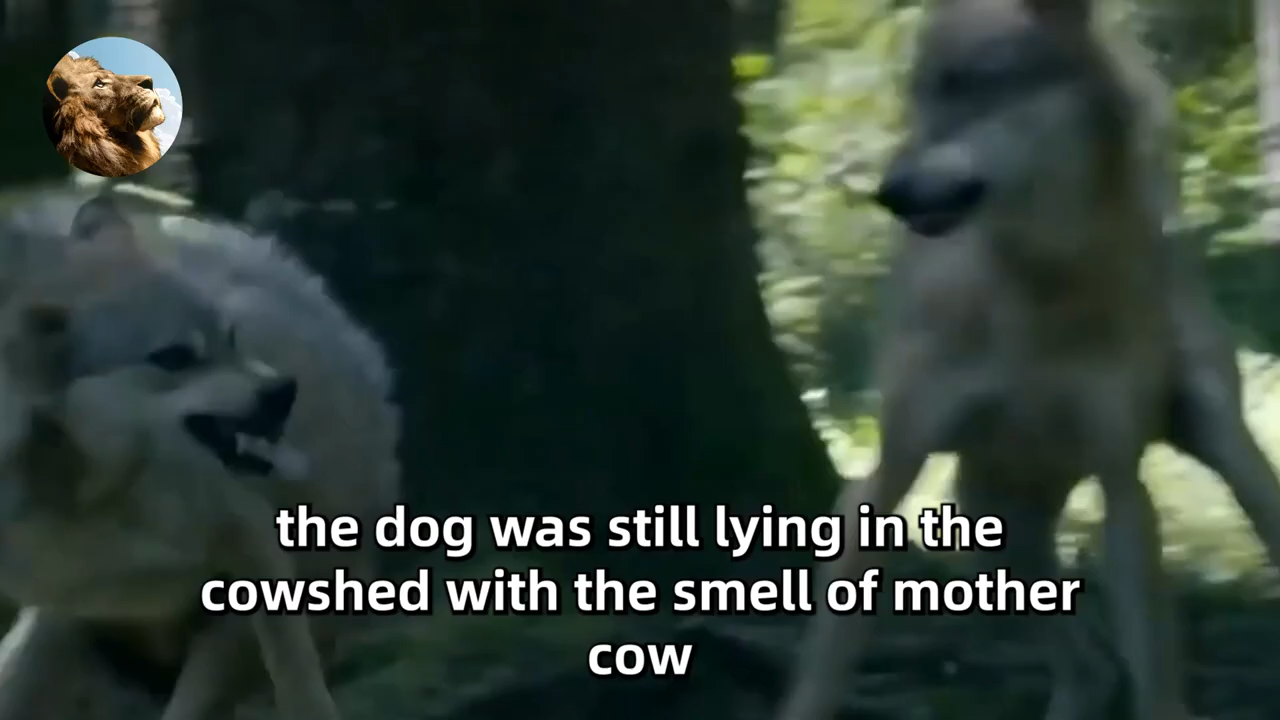 the dog was still lying in the
cowshed with the smell of mother
cow